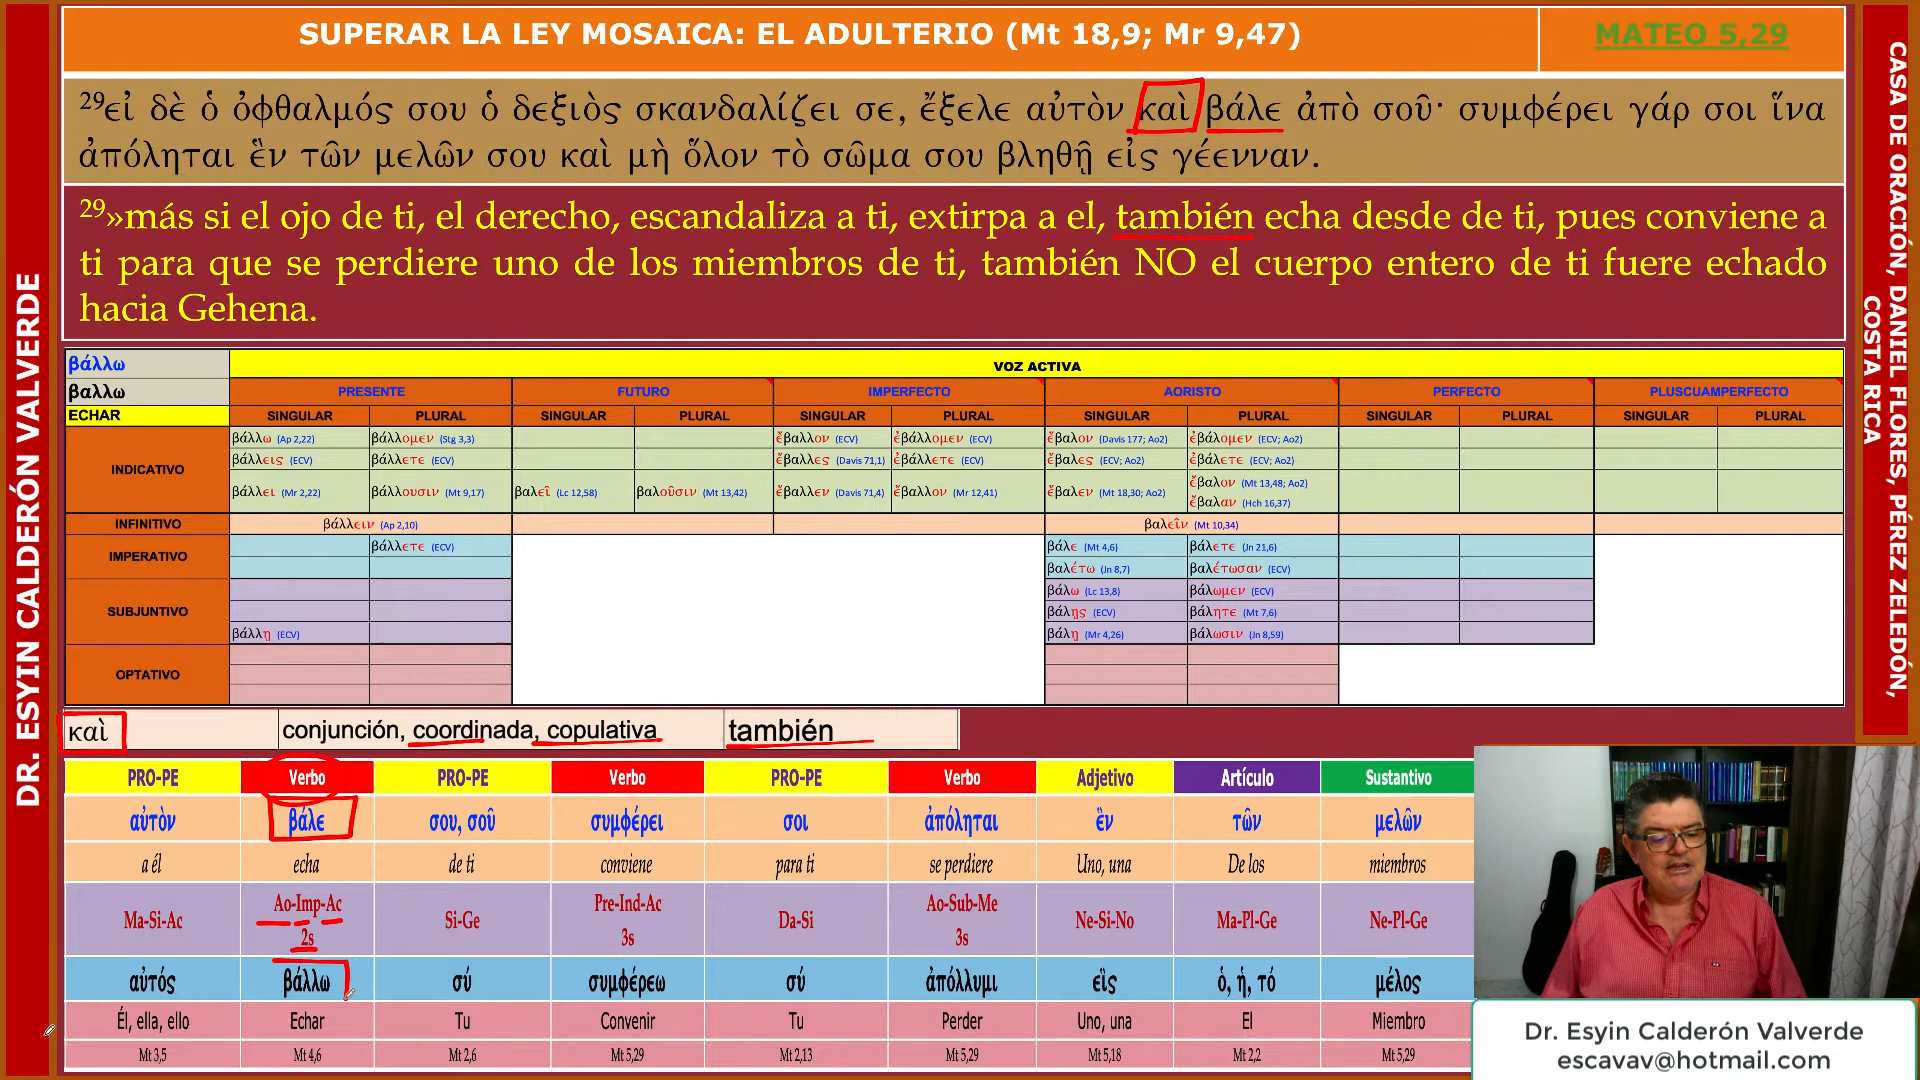 SUPERAR LA LEY MOSAICA: EL ADULTERIO (Mt 18,9; Mr 9,47)
MATEO 5,29
29εἰ δὲ ὁ ὀφθαλμός σου ὁ δεξιὸς σκανδαλίζει σε, ἔξελε αὐτὸν καὶ βάλε ἀπὸ σοῦ· συμφέρει γάρ σοι ἵνα
ἀπόληται ἓν τῶν μελῶν σου καὶ μὴ ὅλον τὸ σῶμα σου βληθῇ εἰς γέενναν.
29»más si el ojo de ti, el derecho, escandaliza a ti, extirpa a el, también echa desde de ti, pues conviene a
ti para que se perdiere uno de los miembros de ti, también NO el cuerpo entero de ti fuere echado
hacia Gehena.
βάλλω VOZ ACTIVA
βαλλω PRESENTE FUTURO IMPERFECTO AORISTO PERFECTO PLUSCUAMPERFECTO
ECHAR SINGULAR PLURAL SINGULAR PLURAL SINGULAR PLURAL SINGULAR PLURAL SINGULAR PLURAL SINGULAR PLURAL
INDICATIVO
βάλλω (Ap 2,22) βάλλομεν (Stg 3,3) ἔβαλλον (ECV) ἐβάλλομεν (ECV) ἔβαλον (Davis 177; Ao2) ἐβάλομεν (ECV; Ao2)
βάλλεις (ECV) βάλλετε (ECV) ἔβαλλες (Davis 71,1) ἐβάλλετε (ECV) ἔβαλες (ECV; Ao2) ἐβάλετε (ECV; Ao2)
βάλλει (Mr 2,22) βάλλουσιν (Mt 9,17) βαλεῖ (Lc 12,58) βαλοῦσιν (Mt 13,42) ἔβαλλεν (Davis 71,4) ἔβαλλον (Mr 12,41) ἔβαλεν (Mt 18,30; Ao2) ἔβαλον (Mt 13,48; Ao2)
ἔβαλαν (Hch 16,37)
INFINITIVO βάλλειν (Ap 2,10) βαλεῖν (Mt 10,34)
IMPERATIVO
βάλλετε (ECV) βάλε (Mt 4,6) βάλετε (Jn 21,6)
βαλέτω (Jn 8,7) βαλέτωσαν (ECV)
SUBJUNTIVO
βάλω (Lc 13,8) βάλωμεν (ECV)
βάλῃς (ECV) βάλητε (Mt 7,6)
βάλλῃ (ECV) βάλῃ (Mr 4,26) βάλωσιν (Jn 8,59)
OPTATIVO
καὶ conjunción, coordinada, copulativa también
PRO-PE Verbo PRO-PE Verbo PRO-PE Verbo Adjetivo Artículo Sustantivo
αὐτὸν βάλε σου, σοῦ συμφέρει σοι ἀπόληται ἓν τῶν μελῶν
a él echa de ti conviene para ti se perdiere Uno, una De los miembros
Ma-Si-Ac Ao-Imp-Ac 2s Si-Ge Pre-Ind-Ac 3s Da-Si Ao-Sub-Me 3s Ne-Si-No Ma-Pl-Ge Ne-Pl-Ge
αὐτός βάλλω σύ συμφέρεω σύ ἀπόλλυμι εἷς ὁ, ἡ, τό μέλος
Él, ella, ello Echar Tu Convenir Tu Perder Uno, una El Miembro
Mt 3,5 Mt 4,6 Mt 2,6 Mt 5,29 Mt 2,13 Mt 5,29 Mt 5,18 Mt 2,2 Mt 5,29
DR. ESYIN CALDERÓN VALVERDE
CASA DE ORACIÓN, DANIEL FLORES, PÉREZ ZELEDÓN,
COSTA RICA
Dr. Esyin Calderón Valverde
escavav@hotmail.com